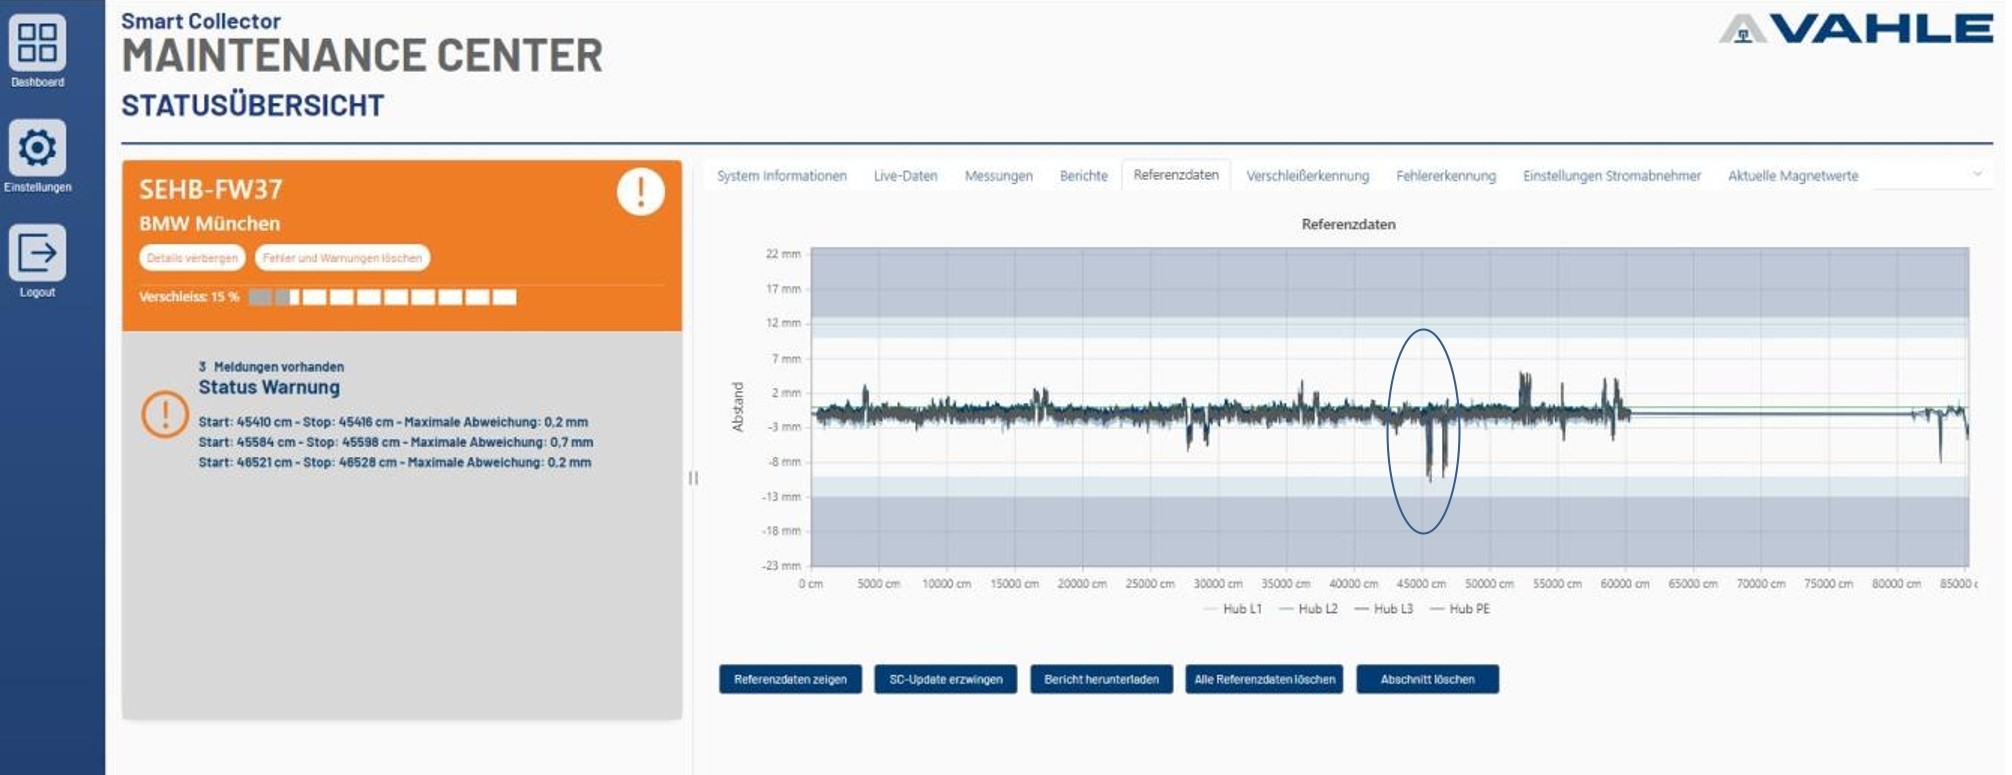 Smart Collector
MAINTENANCE CENTER
STATUSÜBERSICHT
VAHLE
Dashboard
Einstellungen
Logout
SEHB-FW37
BMW München
Details verbergen
Fehler und Warnungen löschen
Verschleiss: 15 %
3 Meldungen vorhanden
Status Warnung
Start: 45410 cm - Stop: 45416 cm - Maximale Abweichung: 0,2 mm
Start: 45584 cm - Stop: 45598 cm - Maximale Abweichung: 0,7 mm
Start: 46521 cm - Stop: 46528 cm - Maximale Abweichung: 0,2 mm
System Informationen
Live-Daten
Messungen
Berichte
Referenzdaten
Verschleißerkennung
Fehlererkennung
Einstellungen Stromabnehmer
Aktuelle Magnetwerte
Referenzdaten
Abstand
22 mm
17 mm
12 mm
7 mm
2 mm
-3 mm
-8 mm
-13 mm
-18 mm
-23 mm
0 cm
5000 cm
10000 cm
15000 cm
20000 cm
25000 cm
30000 cm
35000 cm
40000 cm
45000 cm
50000 cm
55000 cm
60000 cm
65000 cm
70000 cm
75000 cm
80000 cm
85000 c
Hub L1
Hub L2
Hub L3
Hub PE
Referenzdaten zeigen
SC-Update erzwingen
Bericht herunterladen
Alle Referenzdaten löschen
Abschnitt löschen